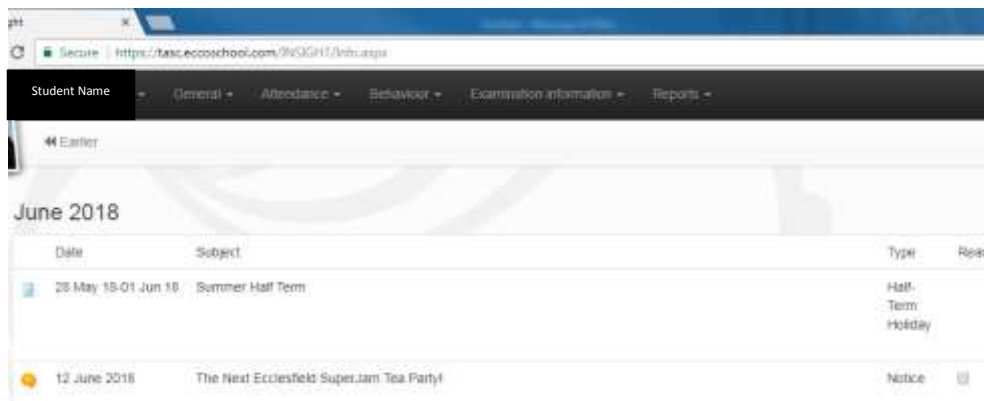 ght
Secure https://tasc.eccoschool.com/INSIGHT/Info.aspx
Student Name General Attendance Behaviour Examination Information Reports
Earlier
June 2018
Date Subject Type Read
28 May 18-01 Jun 18 Summer Half Term Half-
Term
Holiday
12 June 2018 The Next Ecclesfield SuperJam Tea Party! Notice